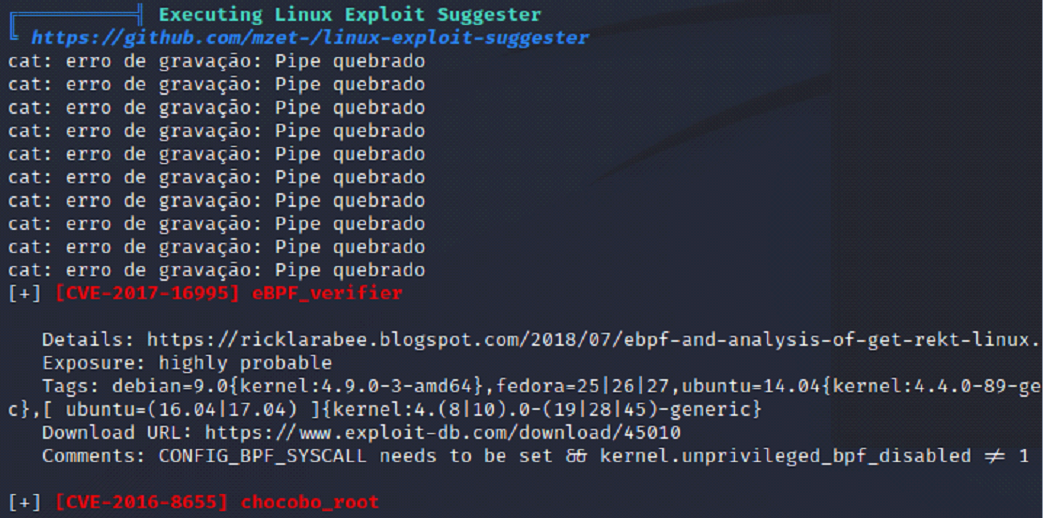 Executing Linux Exploit Suggester
https://github.com/mzet-/linux-exploit-suggester
cat: erro de gravação: Pipe quebrado
cat: erro de gravação: Pipe quebrado
cat: erro de gravação: Pipe quebrado
cat: erro de gravação: Pipe quebrado
cat: erro de gravação: Pipe quebrado
cat: erro de gravação: Pipe quebrado
cat: erro de gravação: Pipe quebrado
cat: erro de gravação: Pipe quebrado
cat: erro de gravação: Pipe quebrado
cat: erro de gravação: Pipe quebrado
[+] [CVE-2017-16995] eBPF_verifier
Details: https://ricklarabee.blogspot.com/2018/07/ebpf-and-analysis-of-get-rekt-linux.
Exposure: highly probable
Tags: debian=9.0{kernel:4.9.0-3-amd64},fedora=25|26|27,ubuntu=14.04{kernel:4.4.0-89-ge
c},[ ubuntu=(16.04|17.04) ]{kernel:4.(8|10).0-(19|28|45)-generic}
Download URL: https://www.exploit-db.com/download/45010
Comments: CONFIG_BPF_SYSCALL needs to be set && kernel.unprivileged_bpf_disabled ≠ 1
[+] [CVE-2016-8655] chocobo_root